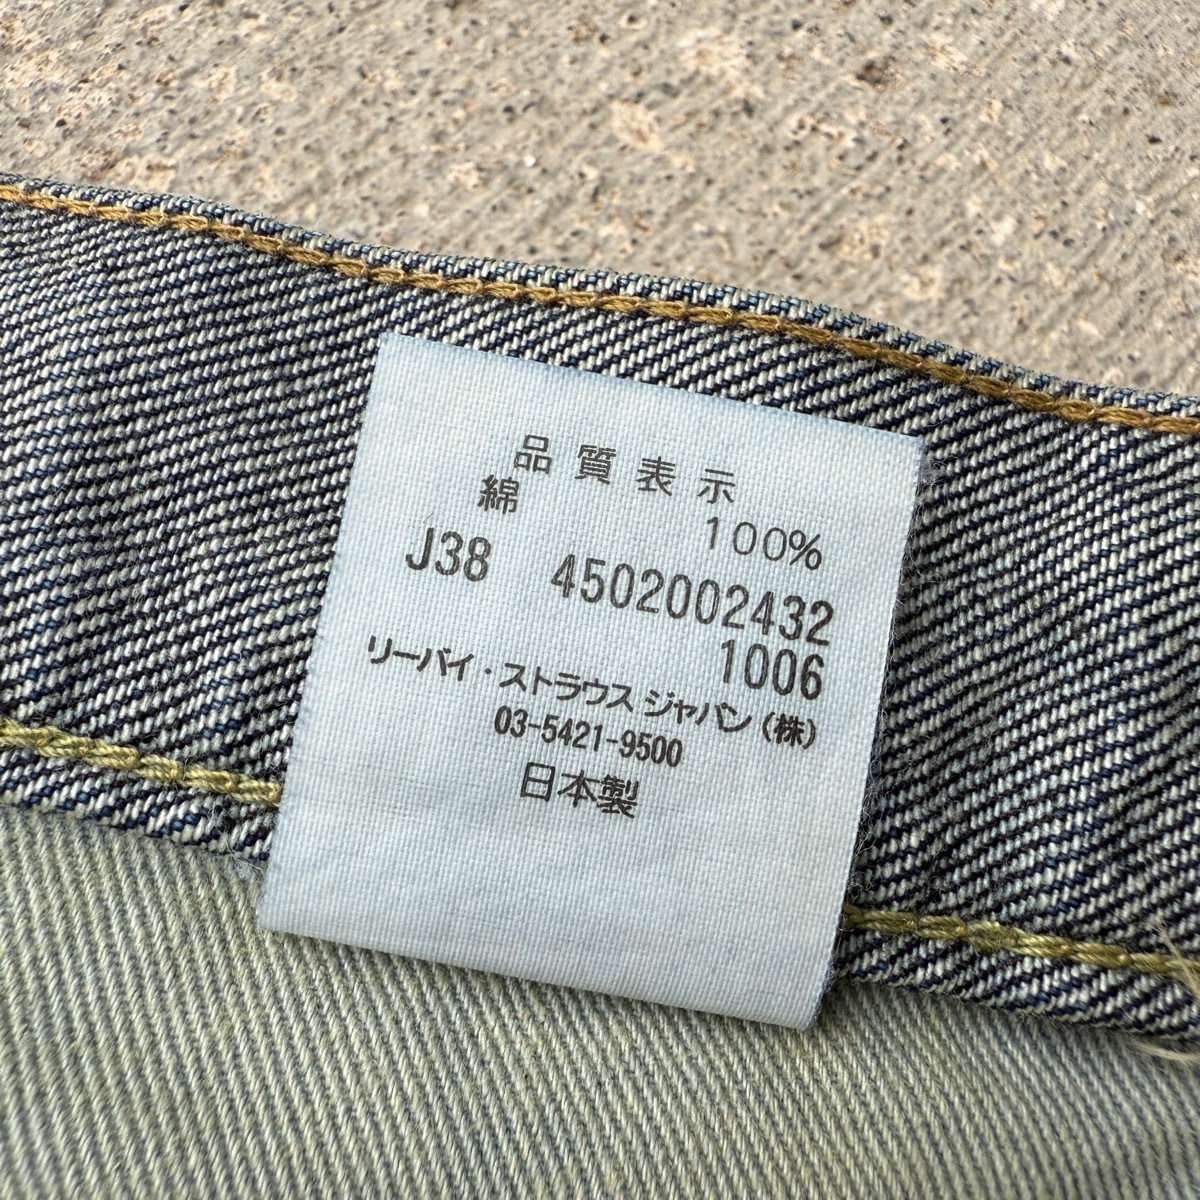 品質表示
綿 100%
J38 4502002432
1006
リーバイ・ストラウス ジャパン(株)
03-5421-9500
日本製